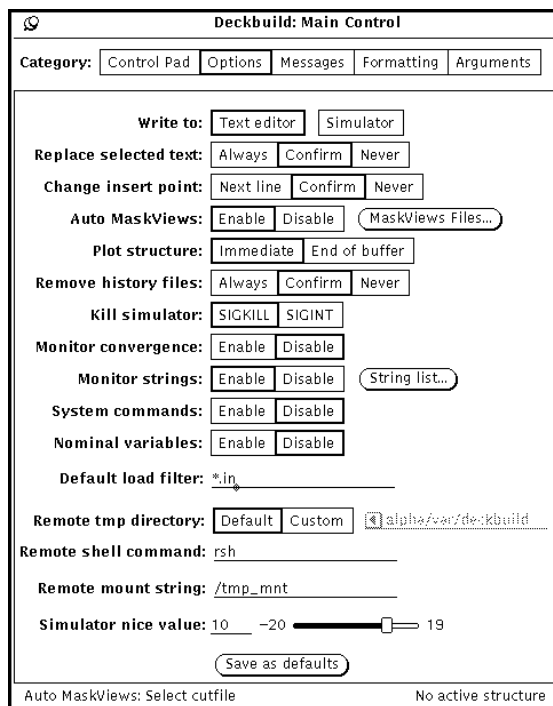 Deckbuild: Main Control
Category: Control Pad Options Messages Formatting Arguments
Write to: Text editor Simulator
Replace selected text: Always Confirm Never
Change insert point: Next line Confirm Never
Auto MaskViews: Enable Disable MaskViews Files...
Plot structure: Immediate End of buffer
Remove history files: Always Confirm Never
Kill simulator: SIGKILL SIGINT
Monitor convergence: Enable Disable
Monitor strings: Enable Disable String list...
System commands: Enable Disable
Nominal variables: Enable Disable
Default load filter: *.in
Remote tmp directory: Default Custom alpha/var/deckbuild
Remote shell command: rsh
Remote mount string: /tmp_mnt
Simulator nice value: 10 -20 19
Save as defaults
Auto MaskViews: Select cutfile No active structure